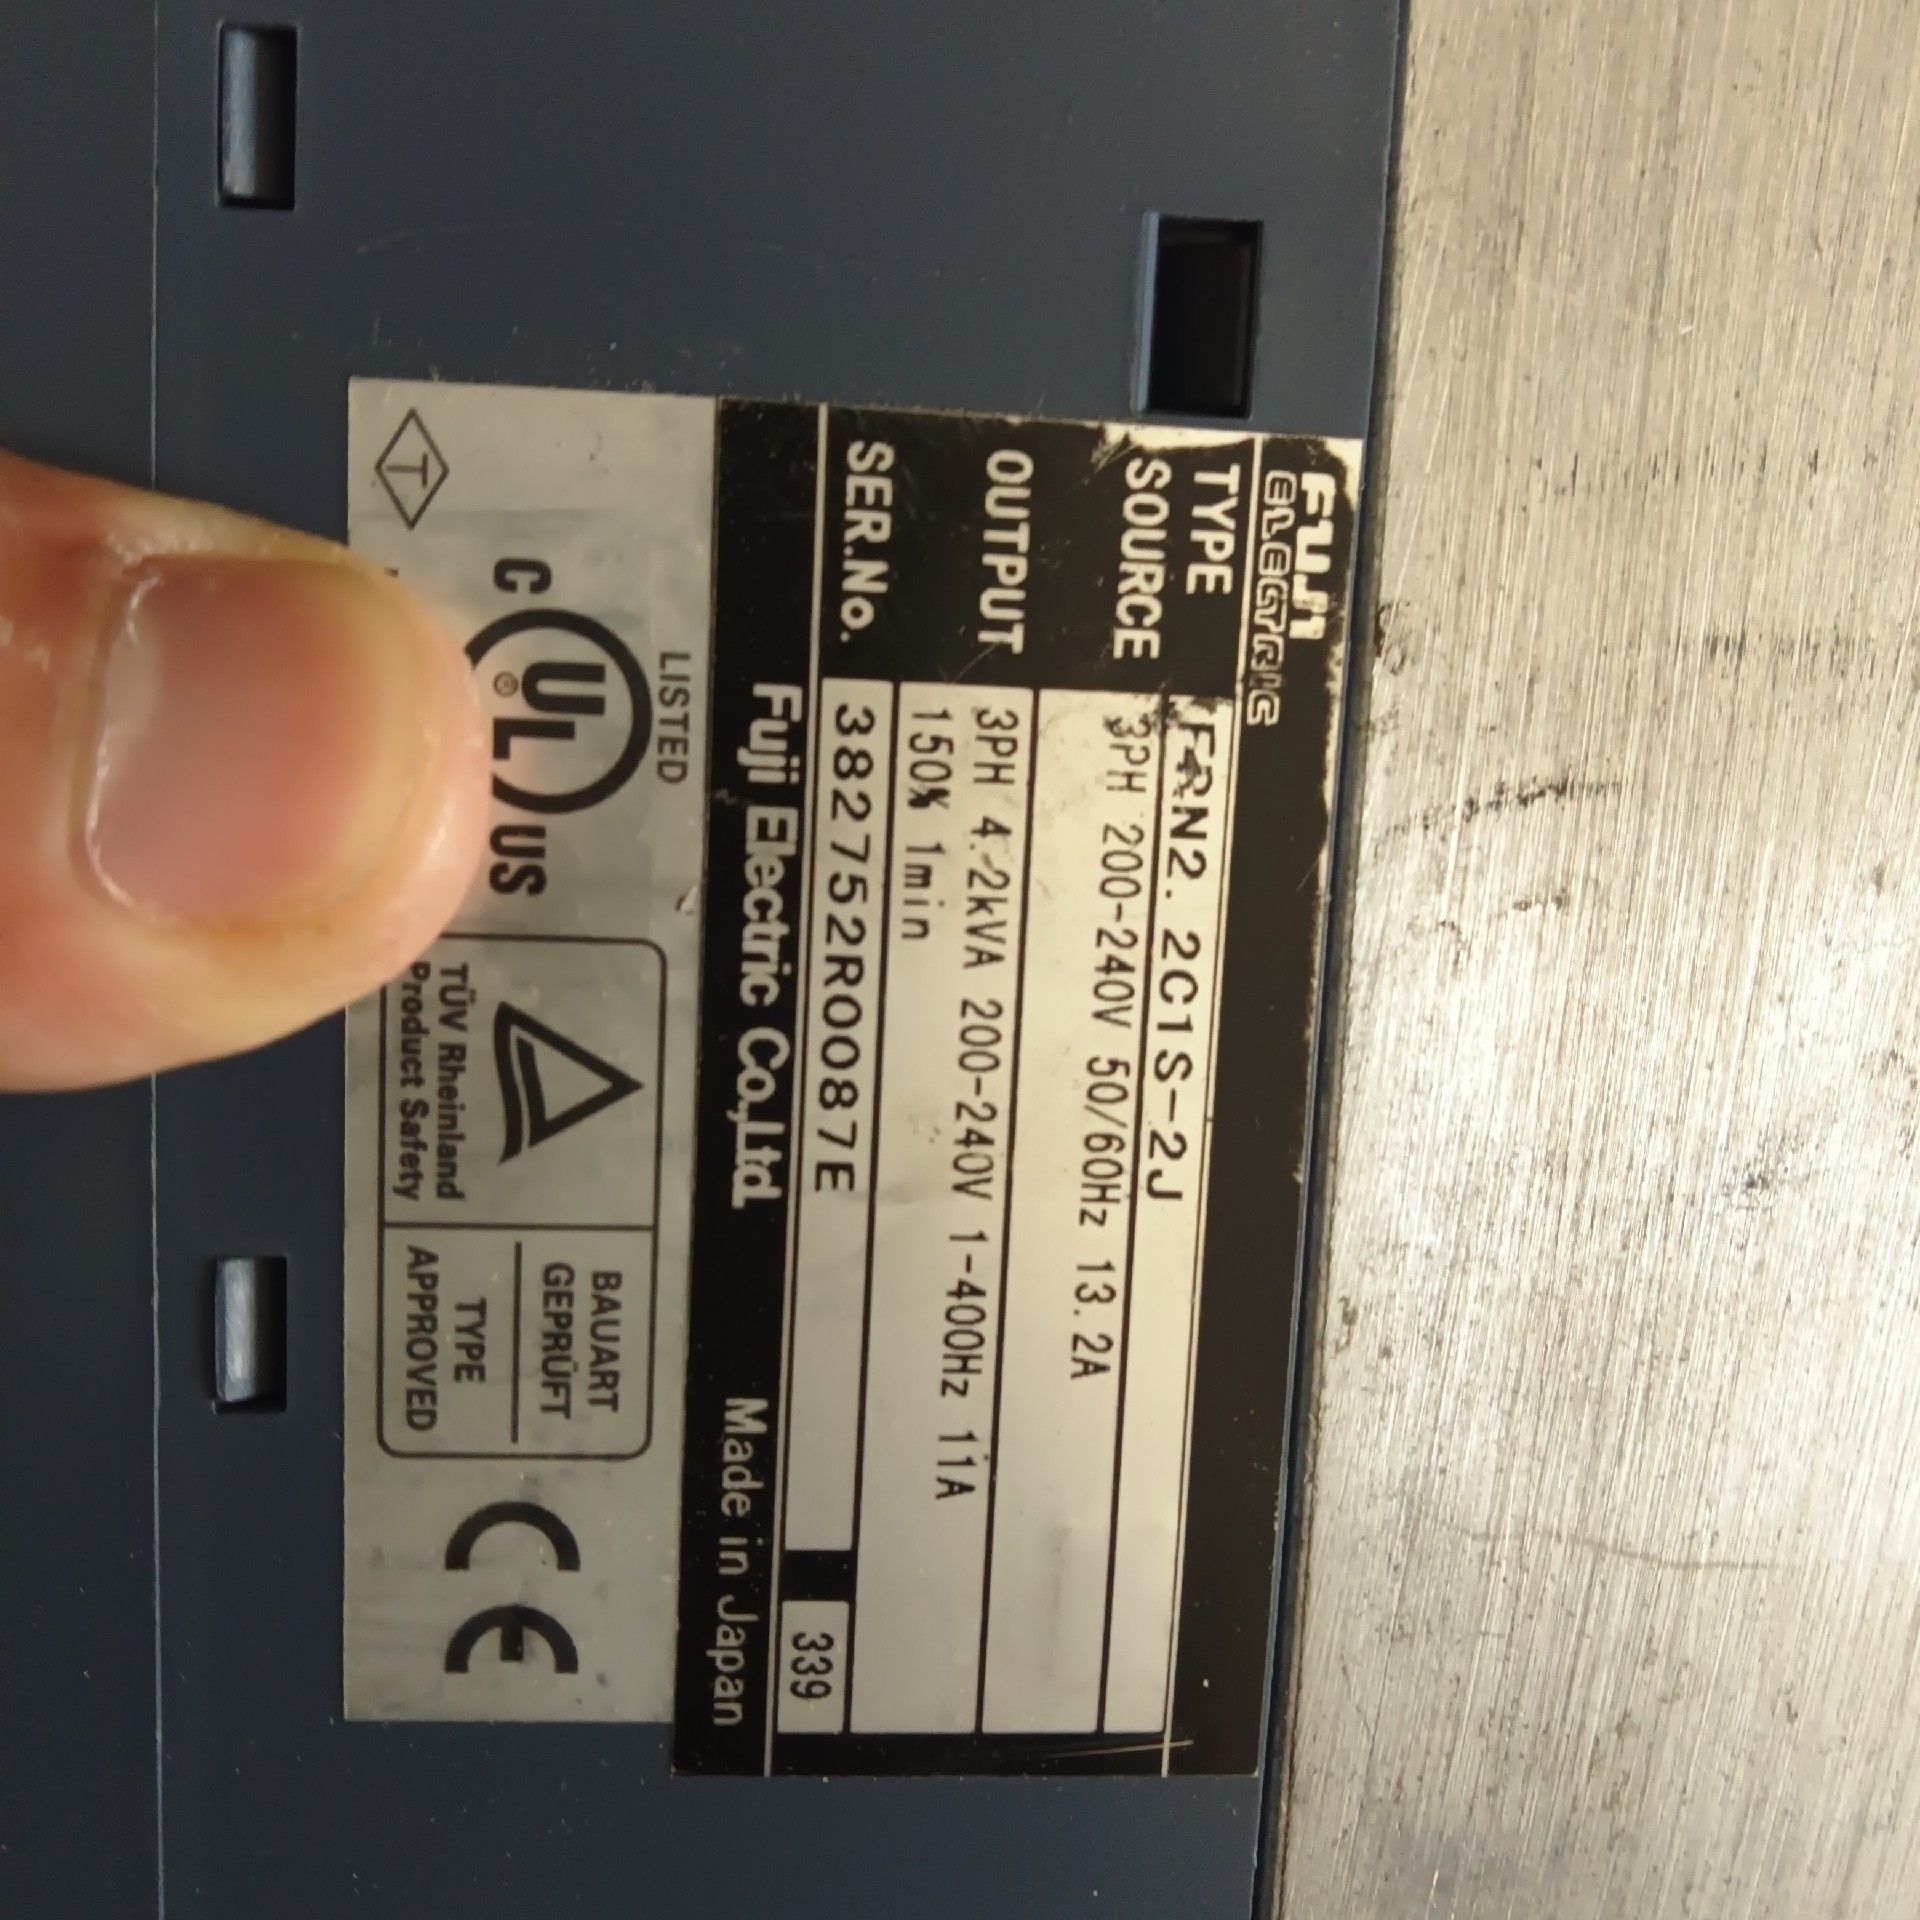 FUJI
ELECTRIC
TYPE FRN2.2C1S-2J
SOURCE 3PH 200-240V 50/60Hz 13.2A
OUTPUT 3PH 4.2kVA 200-240V 1-400Hz 11A
150% 1min
SER.No. 382752R0087E 339
Fuji Electric Co.,Ltd. Made in Japan
LISTED
C UL ® US
T
TÜV Rheinland
Product Safety
BAUART
GEPRÜFT
TYPE
APPROVED
CE